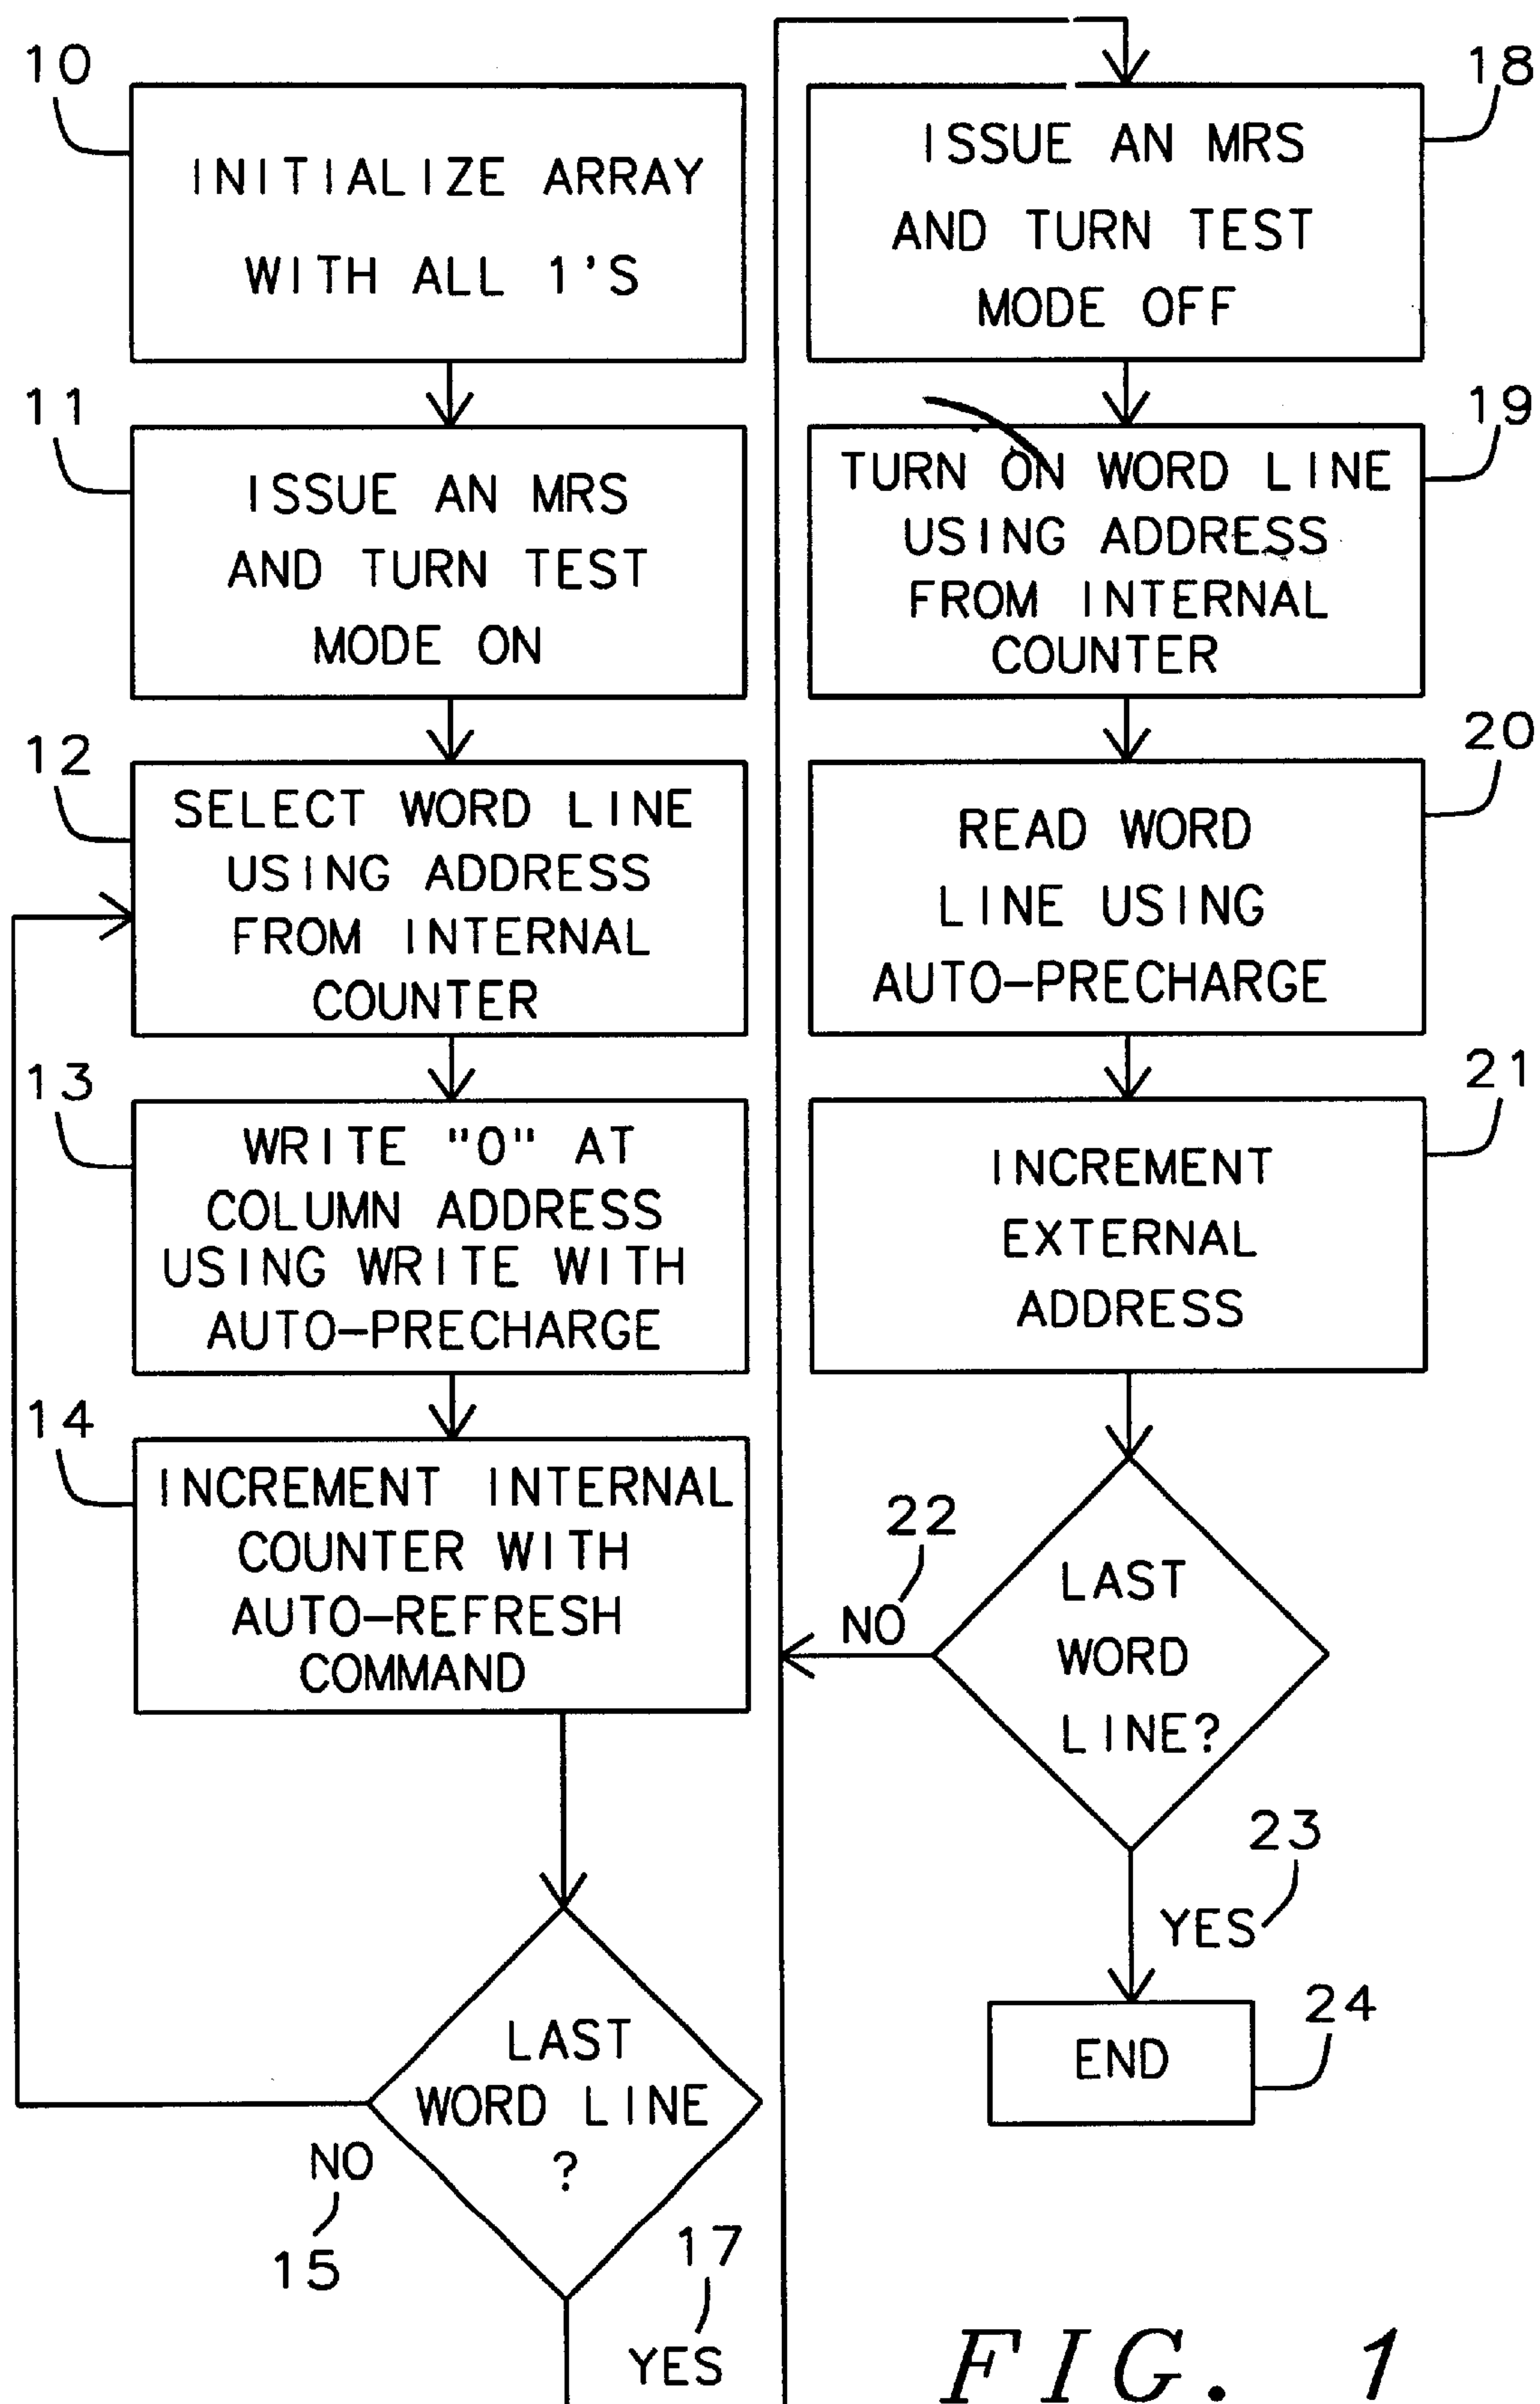 10
INITIALIZE ARRAY
WITH ALL 1'S
11
ISSUE AN MRS
AND TURN TEST
MODE ON
12
SELECT WORD LINE
USING ADDRESS
FROM INTERNAL
COUNTER
13
WRITE "0" AT
COLUMN ADDRESS
USING WRITE WITH
AUTO-PRECHARGE
14
INCREMENT INTERNAL
COUNTER WITH
AUTO-REFRESH
COMMAND
LAST
WORD LINE
?
NO
15
17
YES
18
ISSUE AN MRS
AND TURN TEST
MODE OFF
19
TURN ON WORD LINE
USING ADDRESS
FROM INTERNAL
COUNTER
20
READ WORD
LINE USING
AUTO-PRECHARGE
21
INCREMENT
EXTERNAL
ADDRESS
22
NO
LAST
WORD
LINE?
23
YES
24
END
FIG. 1